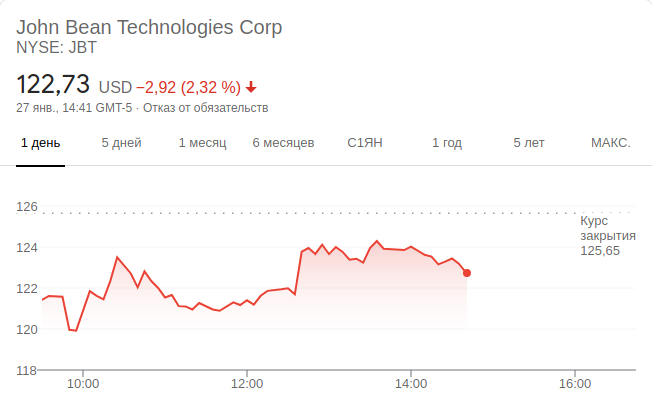 John Bean Technologies Corp
NYSE: JBT
122,73 USD −2,92 (2,32 %)
27 янв., 14:41 GMT-5 · Отказ от обязательств
1 день 5 дней 1 месяц 6 месяцев С1ЯН 1 год 5 лет МАКС.
126
Курс
закрытия
125,65
124
122
120
118
10:00 12:00 14:00 16:00